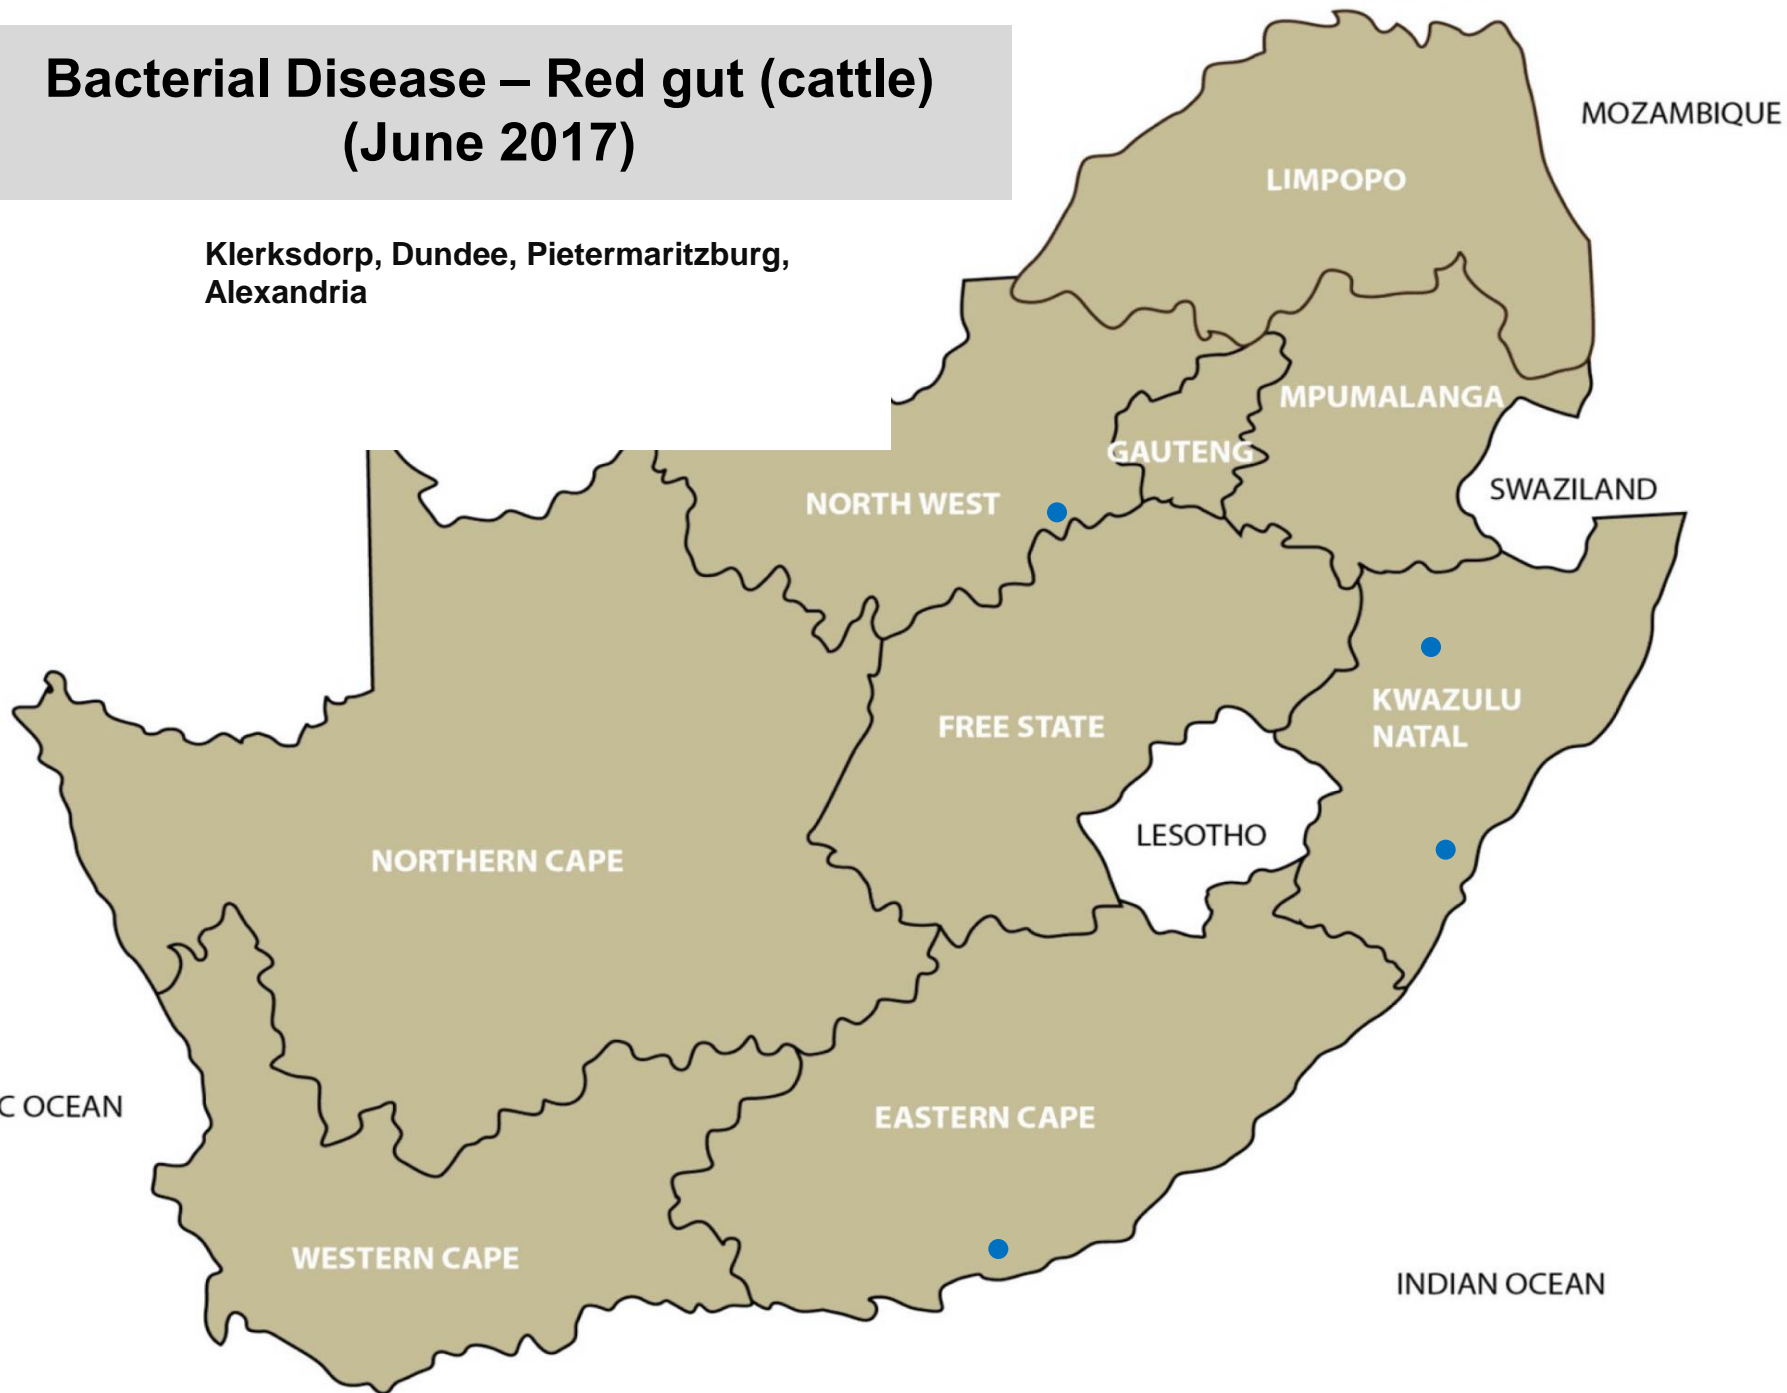 Bacterial Disease – Red gut (cattle)
(June 2017)
MOZAMBIQUE
LIMPOPO
Klerksdorp, Dundee, Pietermaritzburg,
Alexandria
MPUMALANGA
GAUTENG
SWAZILAND
NORTH WEST
KWAZULU
NATAL
FREE STATE
LESOTHO
NORTHERN CAPE
C OCEAN
EASTERN CAPE
WESTERN CAPE
INDIAN OCEAN